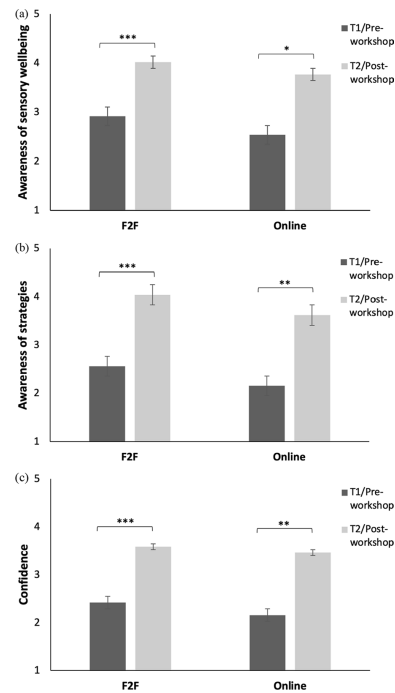 (a)
5
4
3
2
1
Awareness of sensory wellbeing
***
*
F2F
Online
T1/Pre-
workshop
T2/Post-
workshop
(b)
5
4
3
2
1
Awareness of strategies
***
**
F2F
Online
T1/Pre-
workshop
T2/Post-
workshop
(c)
5
4
3
2
1
Confidence
***
**
F2F
Online
T1/Pre-
workshop
T2/Post-
workshop